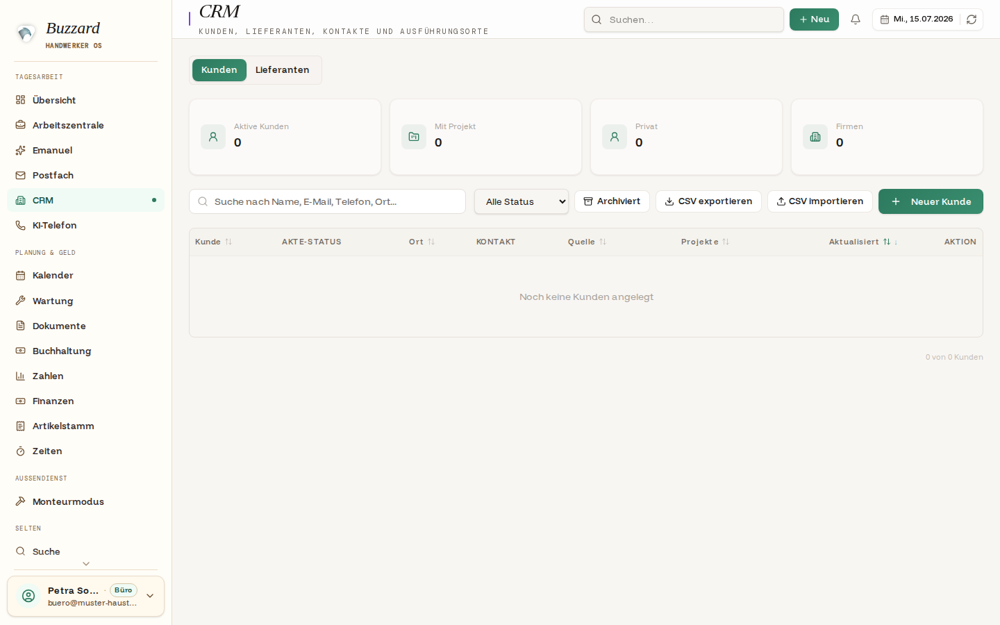 Buzzard
HANDWERKER OS
TAGESARBEIT
Übersicht
Arbeitszentrale
Emanuel
Postfach
CRM
KI-Telefon
PLANUNG & GELD
Kalender
Wartung
Dokumente
Buchhaltung
Zahlen
Finanzen
Artikelstamm
Zeiten
AUSSENDIENST
Monteurmodus
SELTEN
Suche
Petra So... · Büro
buero@muster-haust...
CRM
KUNDEN, LIEFERANTEN, KONTAKTE UND AUSFÜHRUNGSORTE
Suchen...
Neu
Mi., 15.07.2026
Kunden Lieferanten
Aktive Kunden
0
Mit Projekt
0
Privat
0
Firmen
0
Suche nach Name, E-Mail, Telefon, Ort...
Alle Status
Archiviert
CSV exportieren
CSV importieren
Neuer Kunde
Kunde AKTE-STATUS Ort KONTAKT Quelle Projekte Aktualisiert ↓ AKTION
Noch keine Kunden angelegt
0 von 0 Kunden